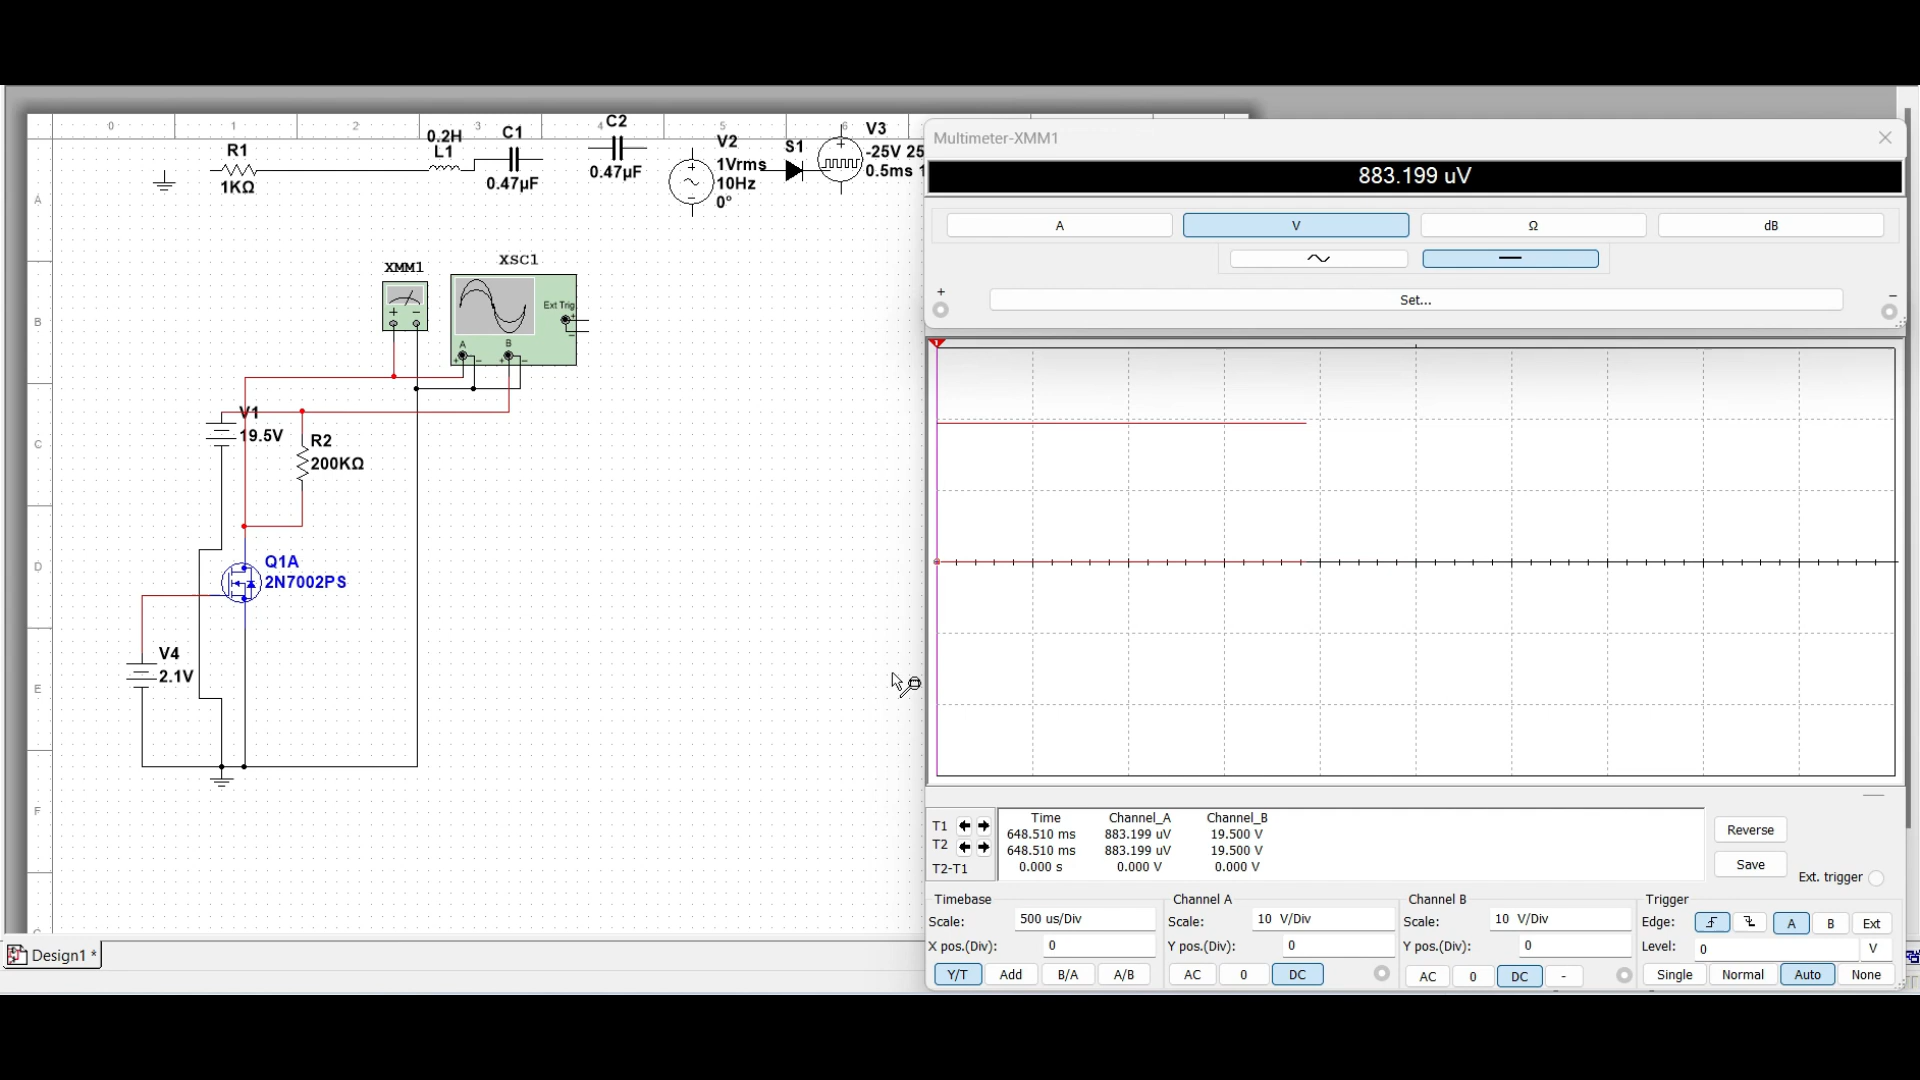 0 1 2 3 4 5 6
A
B
C
D
E
F
R1
1KΩ
0.2H
L1
C1
0.47µF
C2
0.47µF
V2
1Vrms
10Hz
0°
S1
V3
-25V 25
0.5ms 1
XMM1
XSC1
Ext Trig
A B
V1
19.5V
R2
200KΩ
Q1A
2N7002PS
V4
2.1V
Design1 *
Multimeter-XMM1
883.199 uV
A V Ω dB
+ Set... −
T1
T2
T2-T1
Time Channel_A Channel_B
648.510 ms 883.199 uV 19.500 V
648.510 ms 883.199 uV 19.500 V
0.000 s 0.000 V 0.000 V
Reverse
Save
Ext. trigger
Timebase
Scale: 500 us/Div
X pos.(Div): 0
Y/T Add B/A A/B
Channel A
Scale: 10 V/Div
Y pos.(Div): 0
AC 0 DC
Channel B
Scale: 10 V/Div
Y pos.(Div): 0
AC 0 DC -
Trigger
Edge: A B Ext
Level: 0 V
Single Normal Auto None